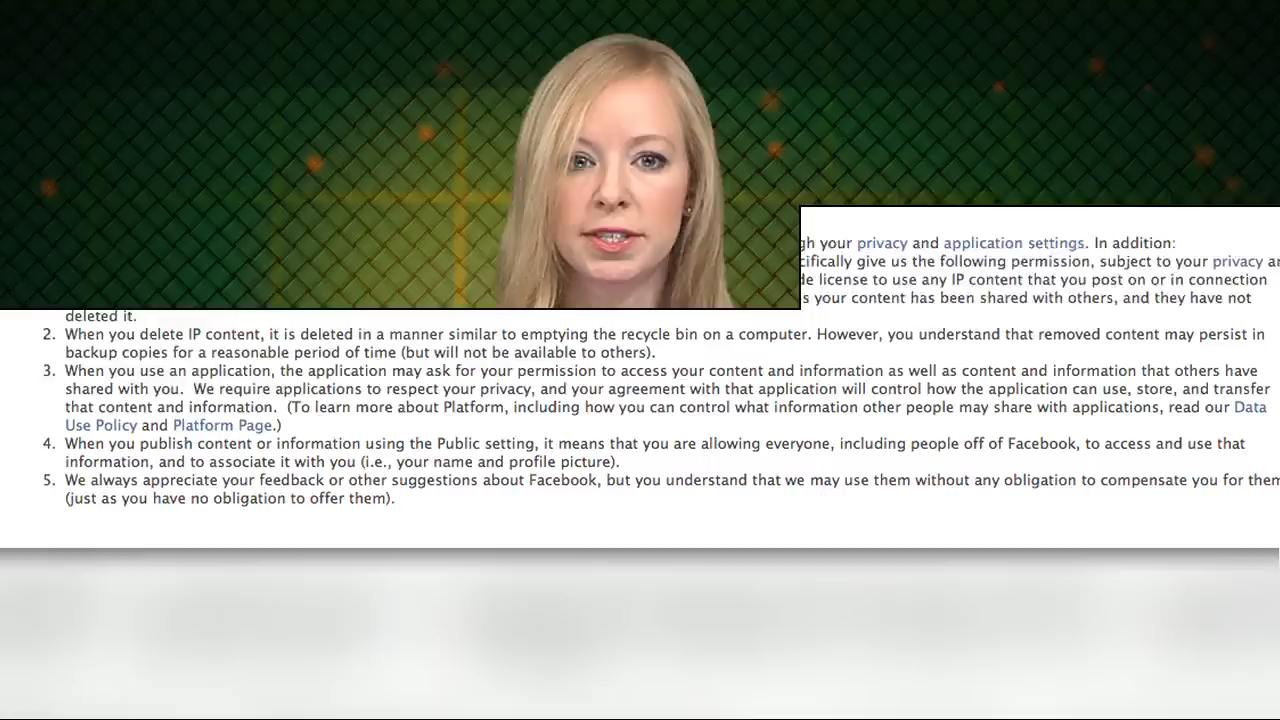 gh your privacy and application settings. In addition:
cifically give us the following permission, subject to your privacy
de license to use any IP content that you post on or in connection
s your content has been shared with others, and they have not
deleted it.
2. When you delete IP content, it is deleted in a manner similar to emptying the recycle bin on a computer. However, you understand that removed content may persist in
backup copies for a reasonable period of time (but will not be available to others).
3. When you use an application, the application may ask for your permission to access your content and information as well as content and information that others have
shared with you.  We require applications to respect your privacy, and your agreement with that application will control how the application can use, store, and transfer
that content and information.  (To learn more about Platform, including how you can control what information other people may share with applications, read our Data
Use Policy and Platform Page.)
4. When you publish content or information using the Public setting, it means that you are allowing everyone, including people off of Facebook, to access and use that
information, and to associate it with you (i.e., your name and profile picture).
5. We always appreciate your feedback or other suggestions about Facebook, but you understand that we may use them without any obligation to compensate you for them
(just as you have no obligation to offer them).